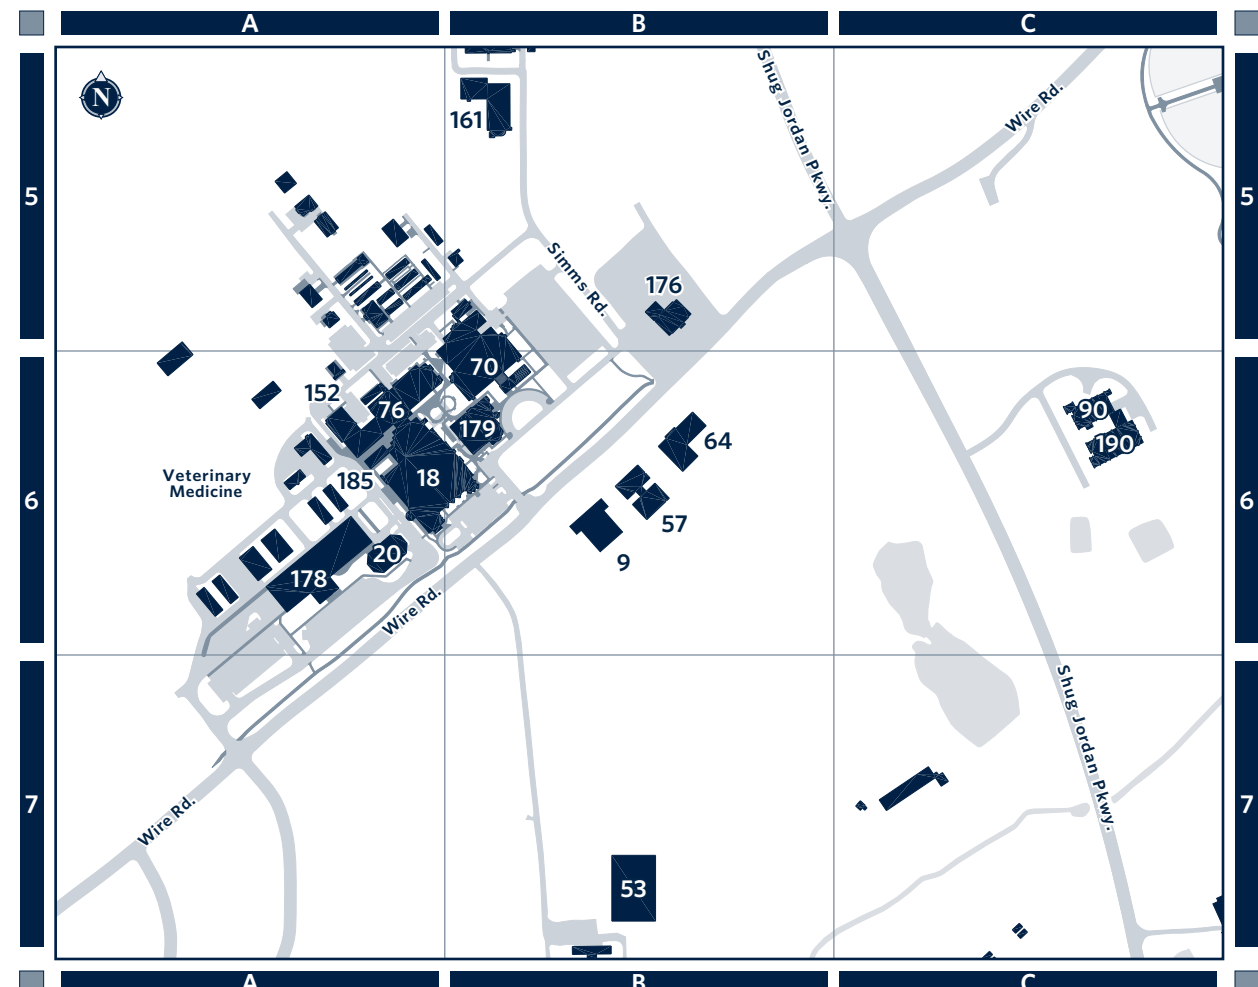 A B C
N
Shug Jordan Pkwy.
Wire Rd.
161
5 5
Simms Rd.
176
70
152
76
90
179
64
190
Veterinary
Medicine
185
18
6 6
57
20
9
178
Wire Rd.
Shug Jordan Pkwy.
7 7
Wire Rd.
53
A B C